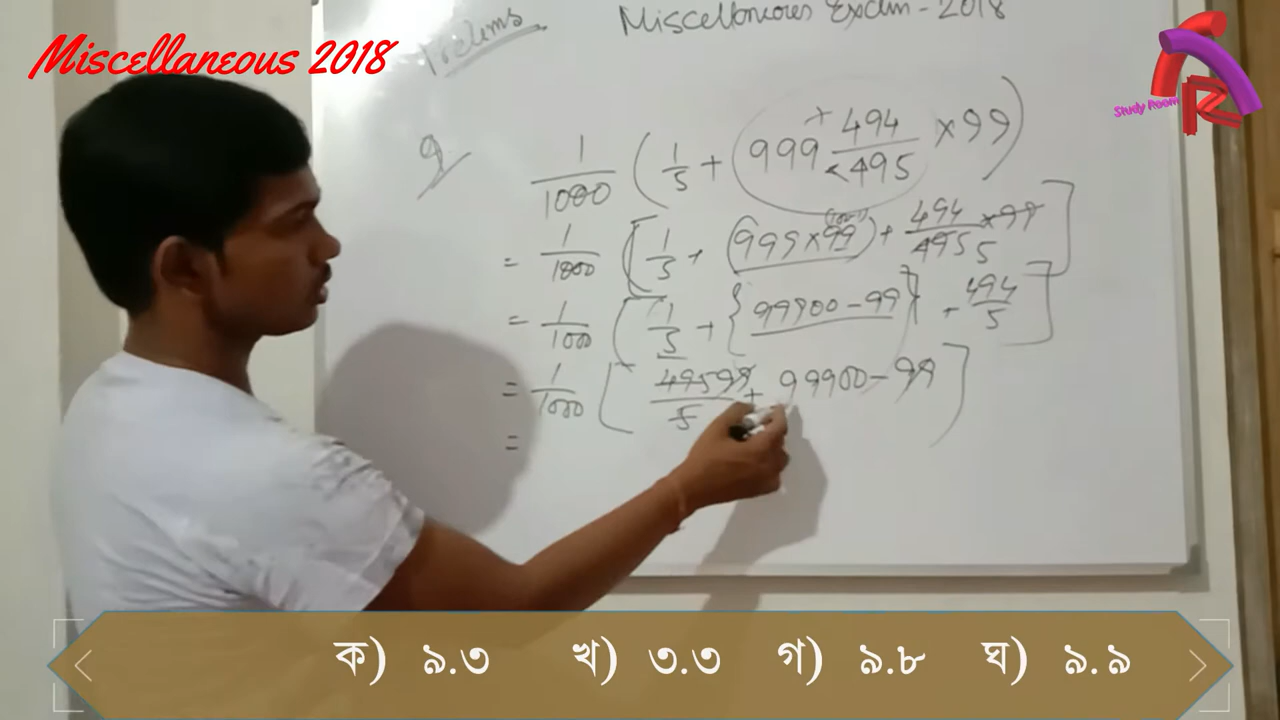 Miscellaneous 2018
Prelims Miscellaneous Exam - 2018
Study Room
R
Q 1/1000 (1/5 + 999 + 494/495 × 99)
= 1/1000 [1/5 + (999 × 99) + 494/495 5 × 99]
= 1/1000 [1/5 + {99900 - 99} + 494/5]
= 1/1000 [ 495 99/5 + 99900 - 99 ]
=
ক) ৯.৩ খ) ৩.৩ গ) ৯.৮ ঘ) ৯.৯